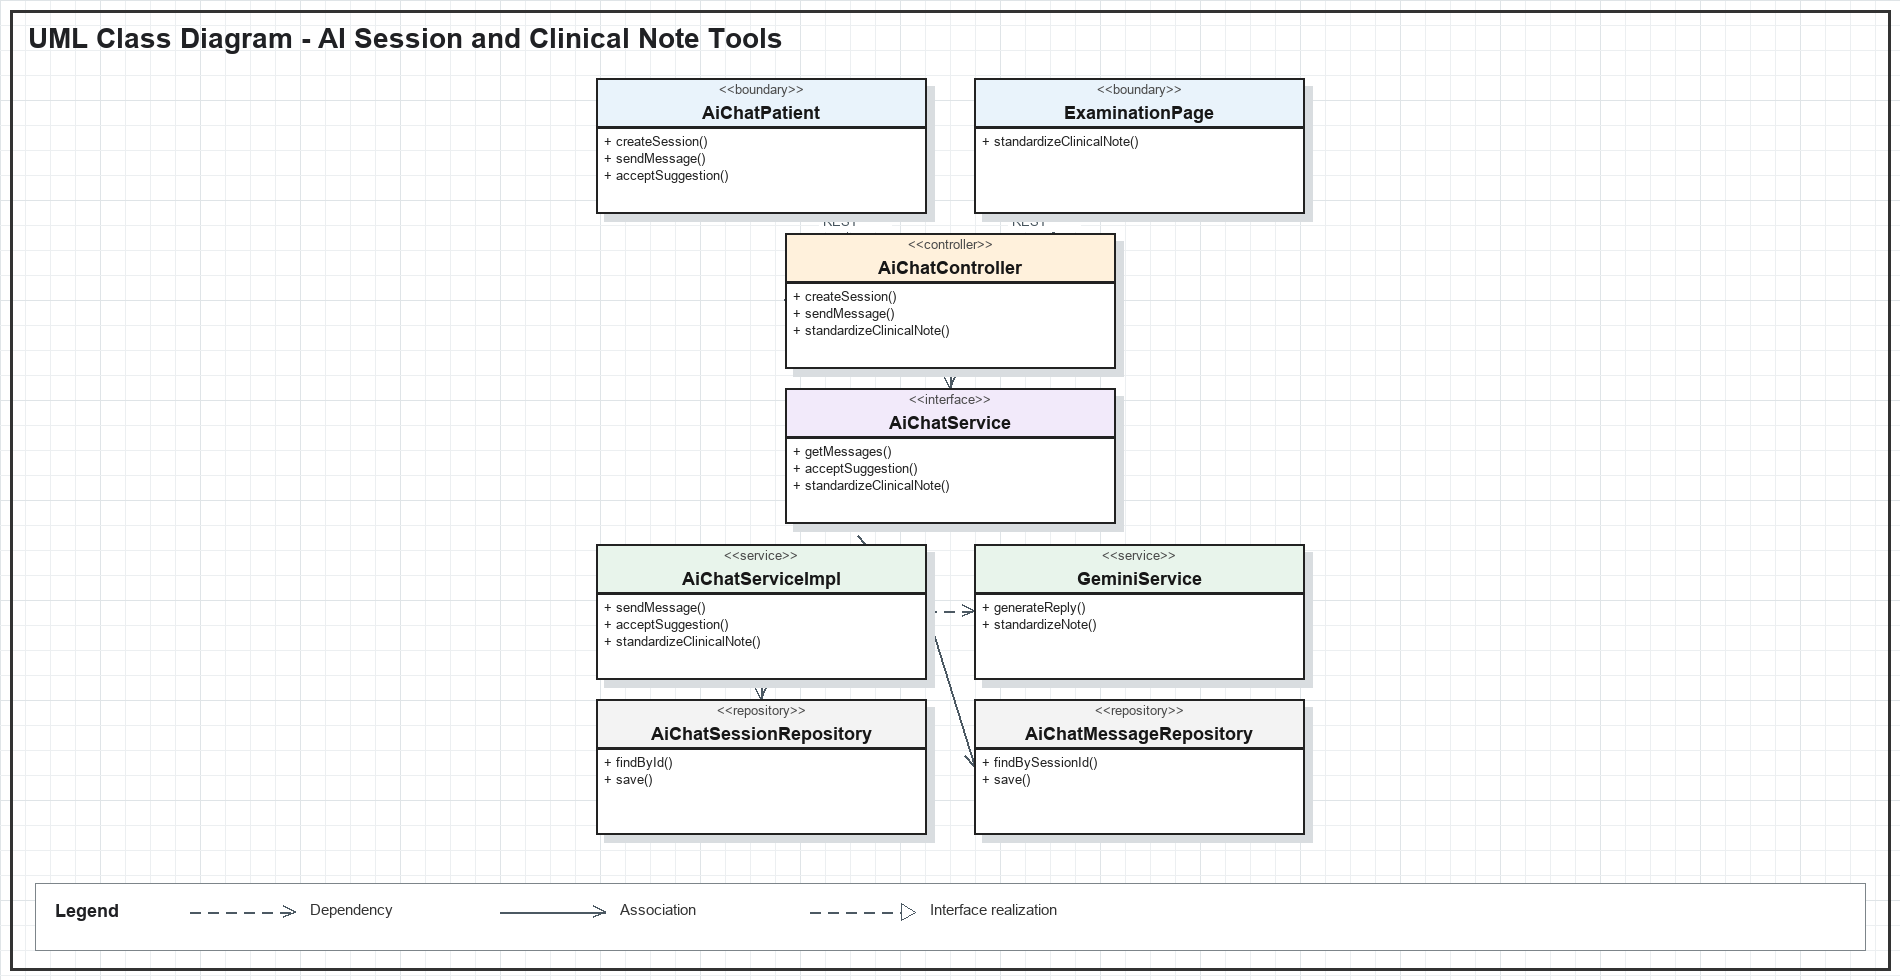 UML Class Diagram - AI Session and Clinical Note Tools
<<boundary>>
AiChatPatient
+ createSession()
+ sendMessage()
+ acceptSuggestion()
<<boundary>>
ExaminationPage
+ standardizeClinicalNote()
REST
REST
<<controller>>
AiChatController
+ createSession()
+ sendMessage()
+ standardizeClinicalNote()
<<interface>>
AiChatService
+ getMessages()
+ acceptSuggestion()
+ standardizeClinicalNote()
<<service>>
AiChatServiceImpl
+ sendMessage()
+ acceptSuggestion()
+ standardizeClinicalNote()
<<service>>
GeminiService
+ generateReply()
+ standardizeNote()
<<repository>>
AiChatSessionRepository
+ findById()
+ save()
<<repository>>
AiChatMessageRepository
+ findBySessionId()
+ save()
Legend
Dependency
Association
Interface realization